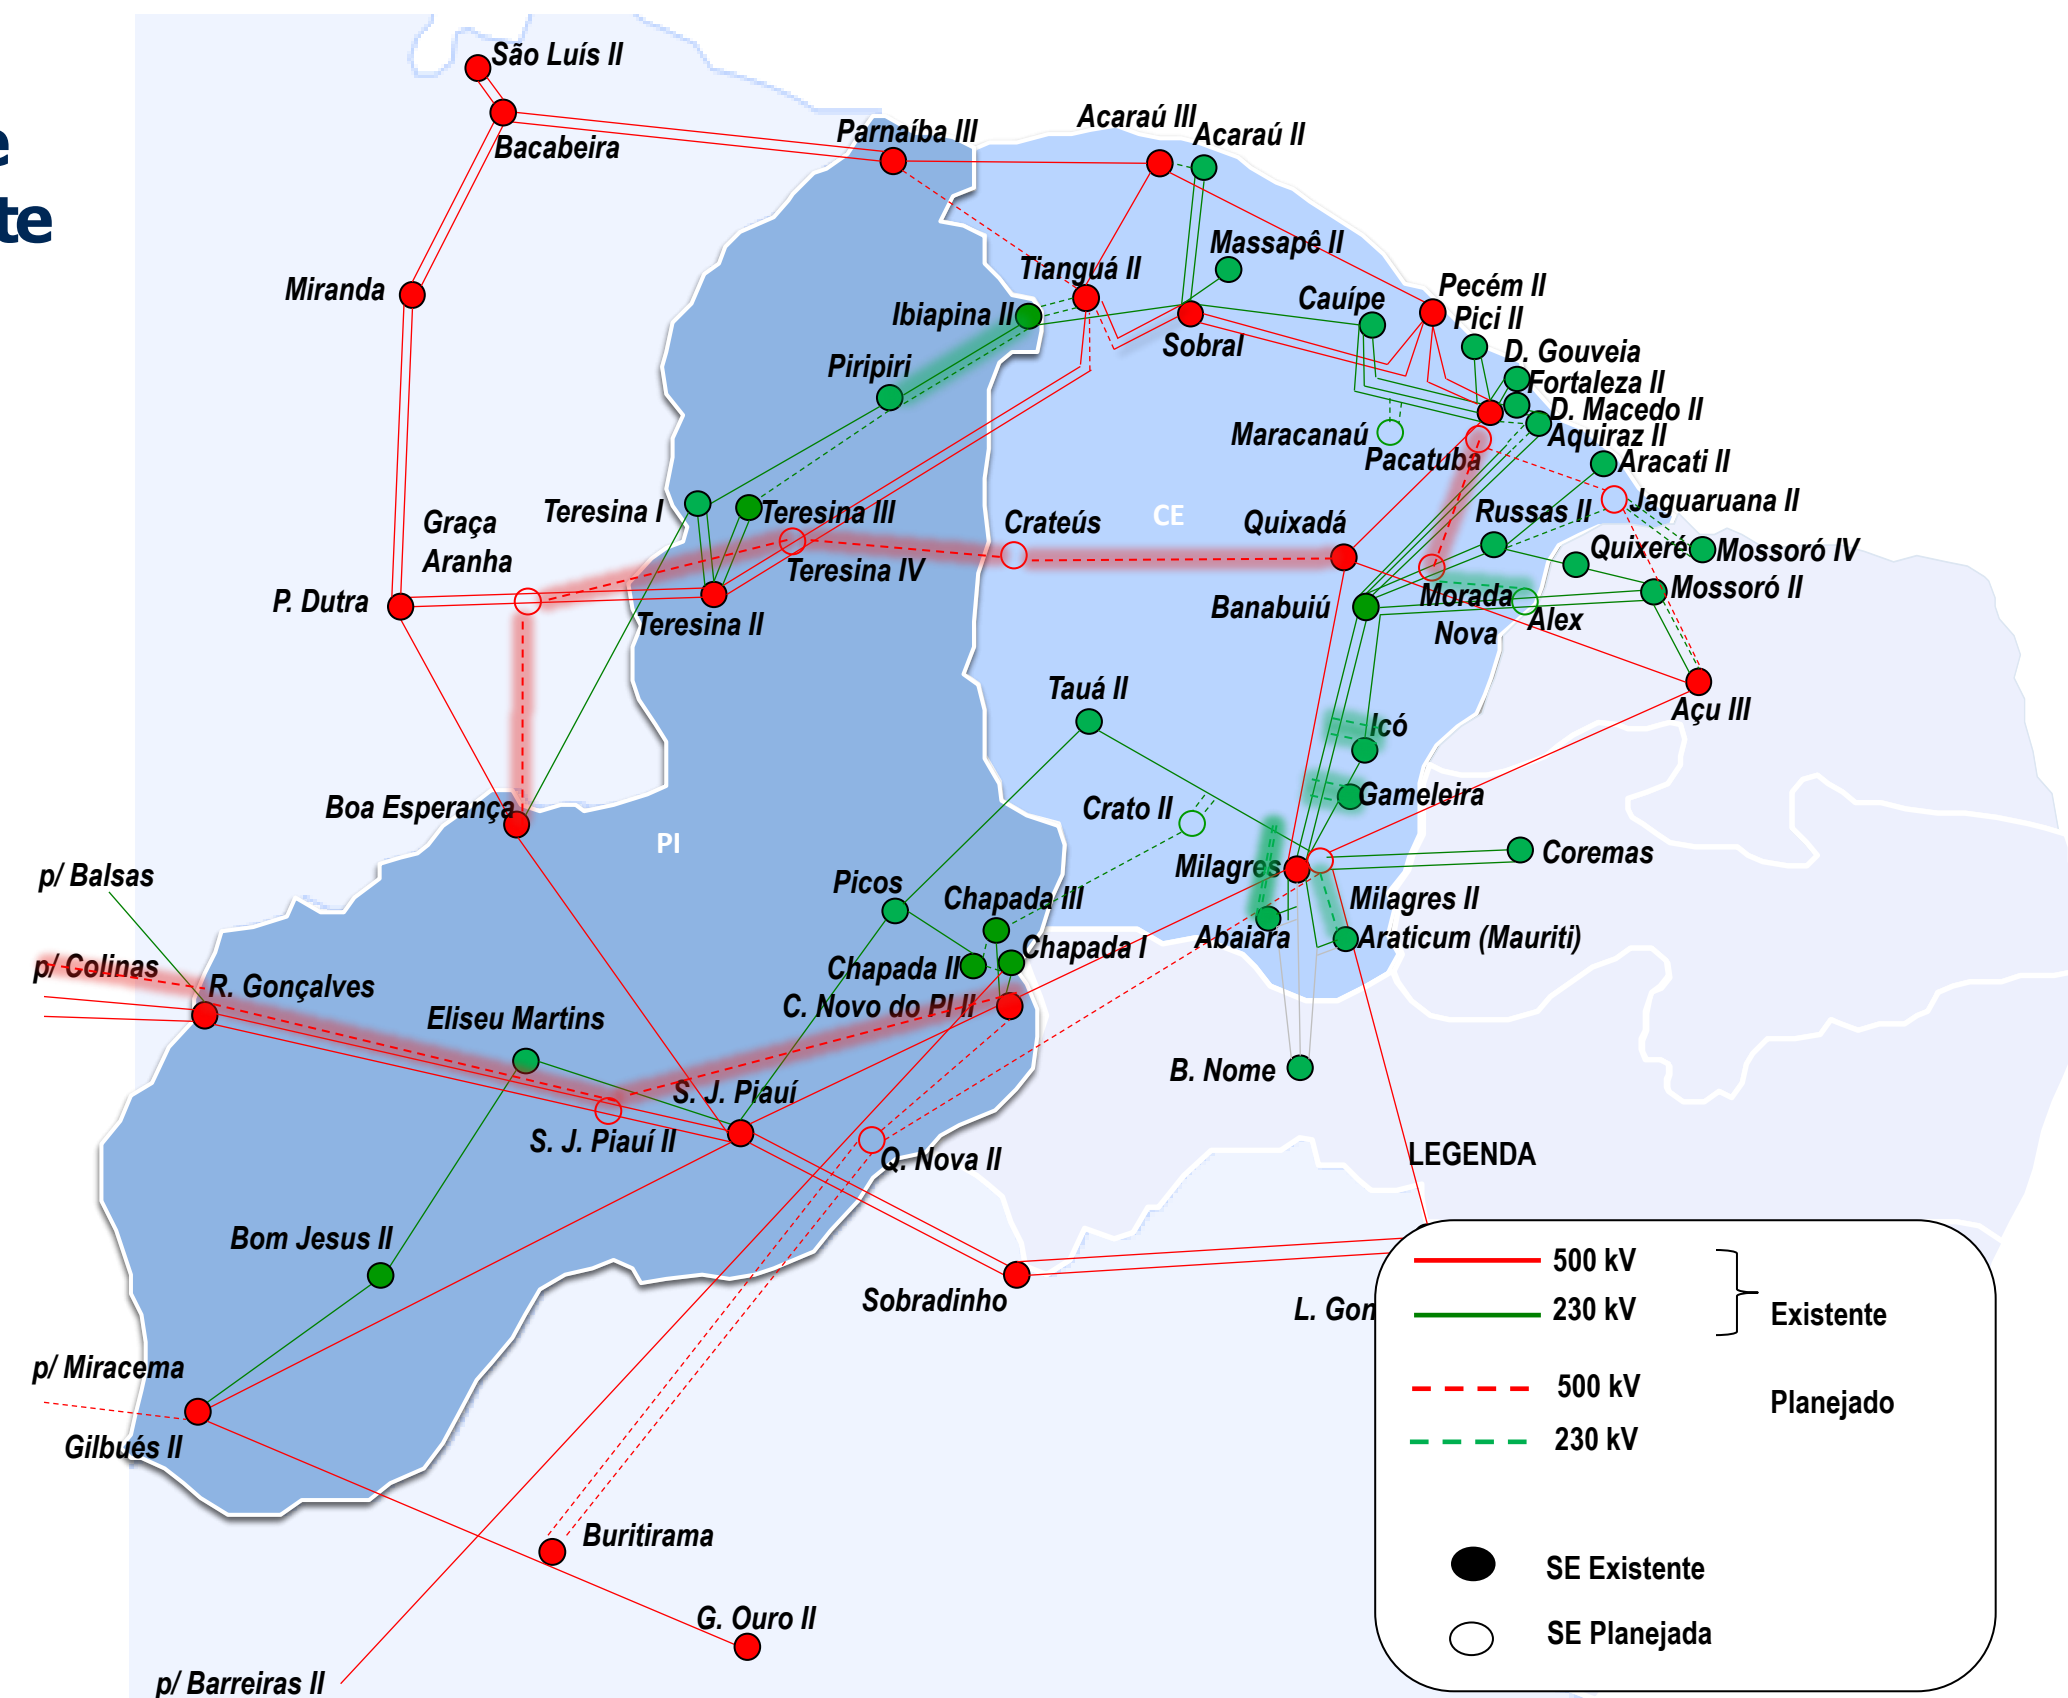 e
te
São Luís II
Bacabeira
Parnaíba III
Acaraú III
Acaraú II
Massapê II
Tianguá II
Miranda
Cauípe
Pecém II
Pici II
Ibiapina II
Sobral
D. Gouveia
Piripiri
Fortaleza II
D. Macedo II
Maracanaú
Aquiraz II
Pacatuba
Aracati II
Jaguaruana II
Teresina I
Teresina III
Graça
Aranha
Crateús
CE
Quixadá
Russas II
Quixeré
Mossoró IV
Teresina IV
P. Dutra
Teresina II
Banabuiú
Morada
Nova
Alex
Mossoró II
Tauá II
Açu III
Icó
Boa Esperança
Crato II
Gameleira
PI
p/ Balsas
Picos
Milagres
Coremas
Chapada III
Milagres II
Abaiara
Araticum (Mauriti)
Chapada I
p/ Colinas
Chapada II
R. Gonçalves
C. Novo do PI II
Eliseu Martins
B. Nome
S. J. Piauí
S. J. Piauí II
Q. Nova II
LEGENDA
Bom Jesus II
500 kV
Sobradinho
L. Gon
230 kV
Existente
p/ Miracema
500 kV
Planejado
Gilbués II
230 kV
Buritirama
SE Existente
G. Ouro II
SE Planejada
p/ Barreiras II